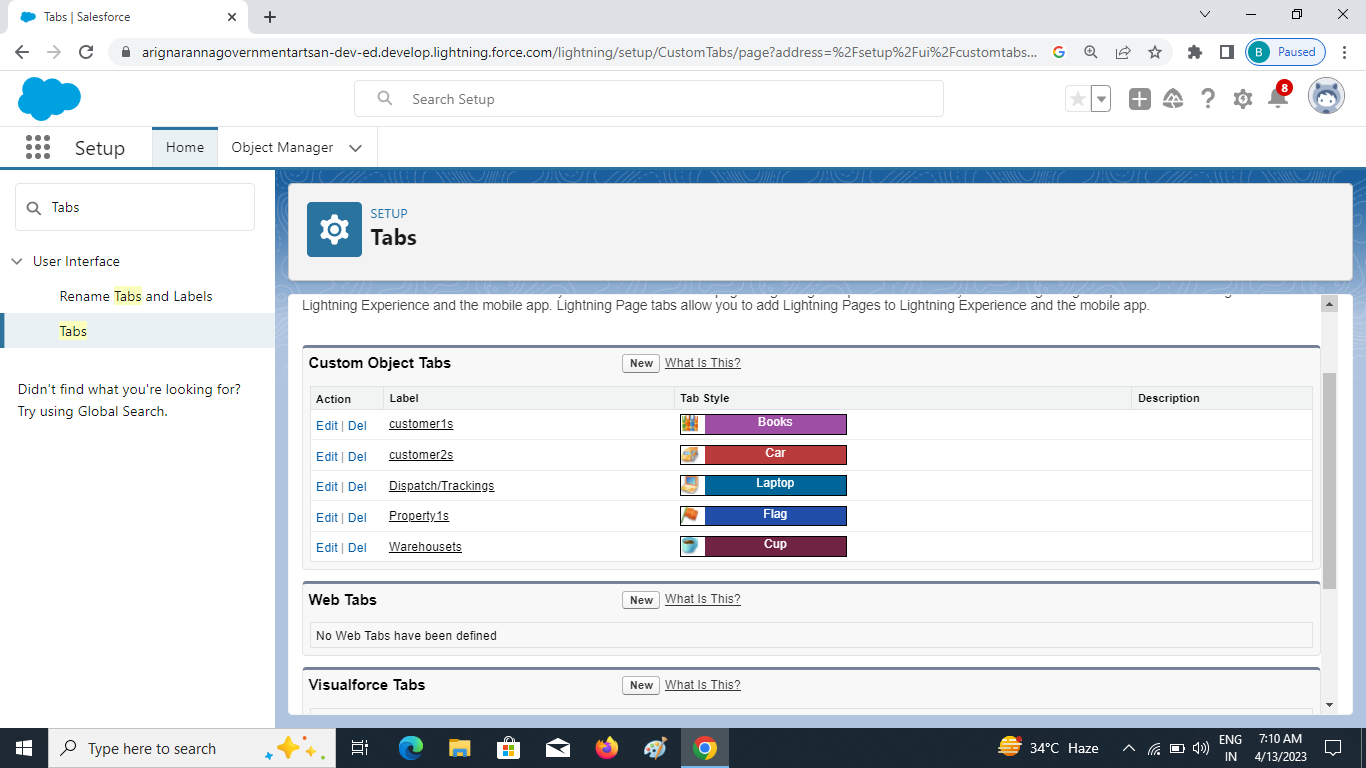 Tabs | Salesforce
arignarannagovernmentartsan-dev-ed.develop.lightning.force.com/lightning/setup/CustomTabs/page?address=%2Fsetup%2Fui%2Fcustomtabs...
B Paused
Search Setup
8
Setup
Home
Object Manager
Tabs
User Interface
Rename Tabs and Labels
Tabs
Didn't find what you're looking for?
Try using Global Search.
SETUP
Tabs
Lightning Experience and the mobile app. Lightning Page tabs allow you to add Lightning Pages to Lightning Experience and the mobile app.
Custom Object Tabs New What Is This?
Action Label Tab Style Description
Edit | Del customer1s Books
Edit | Del customer2s Car
Edit | Del Dispatch/Trackings Laptop
Edit | Del Property1s Flag
Edit | Del Warehousets Cup
Web Tabs New What Is This?
No Web Tabs have been defined
Visualforce Tabs New What Is This?
Type here to search
34°C Haze
ENG
IN
7:10 AM
4/13/2023